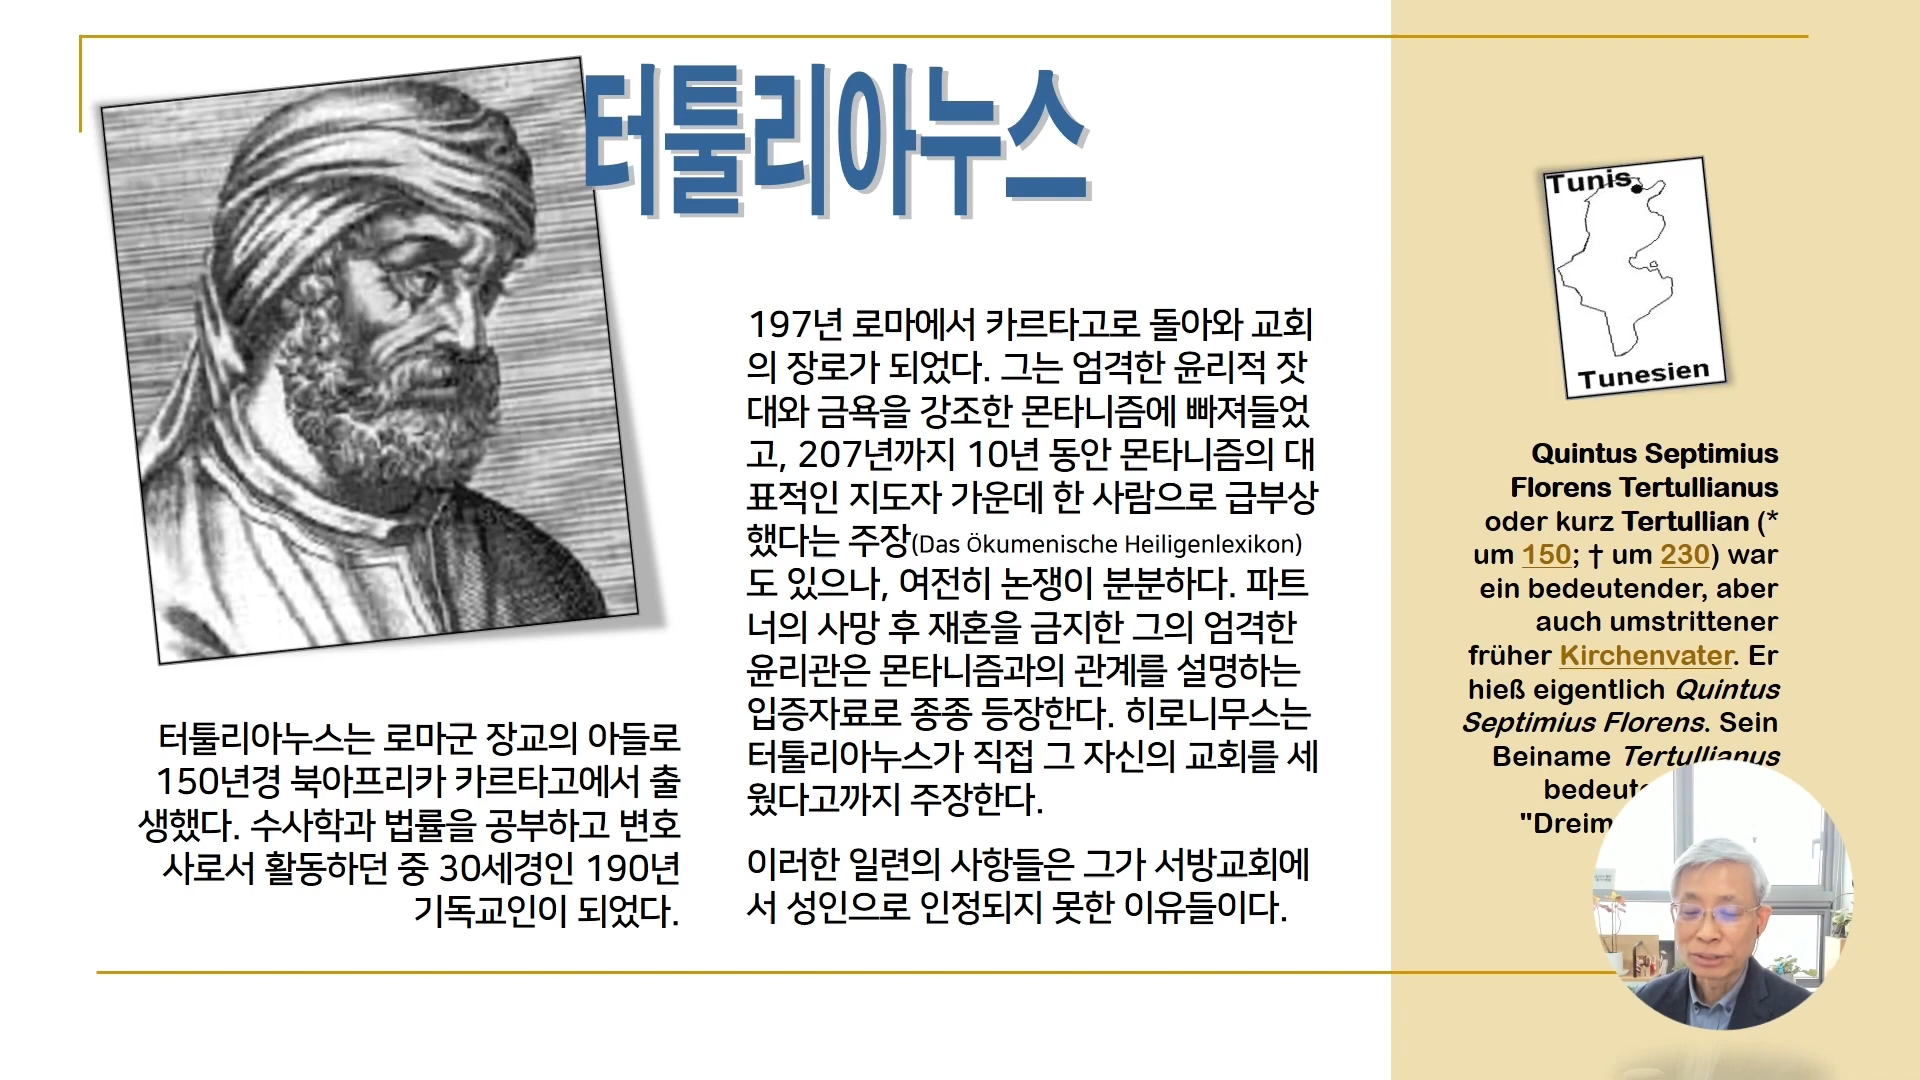 터툴리아누스
터툴리아누스는 로마군 장교의 아들로
150년경 북아프리카 카르타고에서 출
생했다. 수사학과 법률을 공부하고 변호
사로서 활동하던 중 30세경인 190년
기독교인이 되었다.
197년 로마에서 카르타고로 돌아와 교회
의 장로가 되었다. 그는 엄격한 윤리적 잣
대와 금욕을 강조한 몬타니즘에 빠져들었
고, 207년까지 10년 동안 몬타니즘의 대
표적인 지도자 가운데 한 사람으로 급부상
했다는 주장(Das Ökumenische Heiligenlexikon)
도 있으나, 여전히 논쟁이 분분하다. 파트
너의 사망 후 재혼을 금지한 그의 엄격한
윤리관은 몬타니즘과의 관계를 설명하는
입증자료로 종종 등장한다. 히로니무스는
터툴리아누스가 직접 그 자신의 교회를 세
웠다고까지 주장한다.
이러한 일련의 사항들은 그가 서방교회에
서 성인으로 인정되지 못한 이유들이다.
Tunis
Tunesien
Quintus Septimius
Florens Tertullianus
oder kurz Tertullian (*
um 150; † um 230) war
ein bedeutender, aber
auch umstrittener
früher Kirchenvater. Er
hieß eigentlich Quintus
Septimius Florens. Sein
Beiname Tertullianus